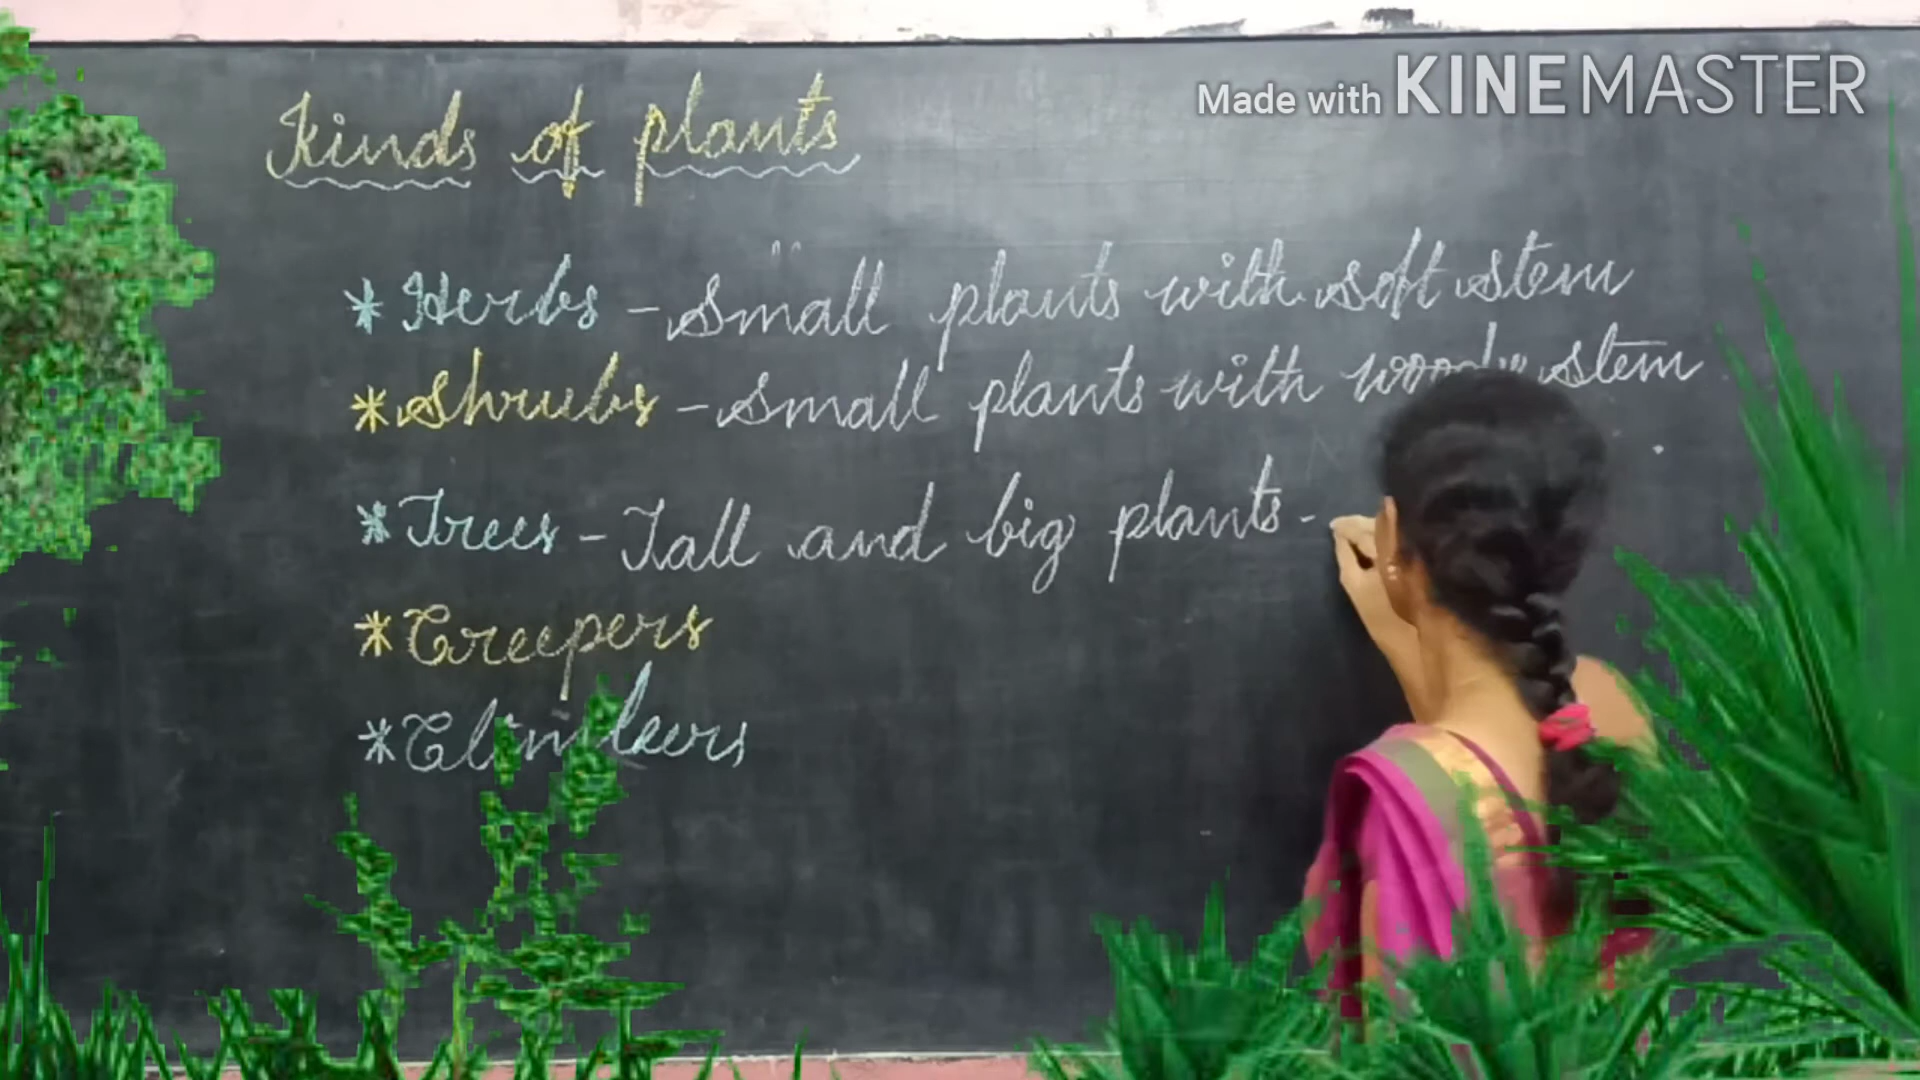 Made with KINEMASTER
Kinds of plants
* Herbs - Small plants with soft stem
* Shrubs - Small plants with woody stem
* Trees - Tall and big plants -
* Creepers
* Climbers